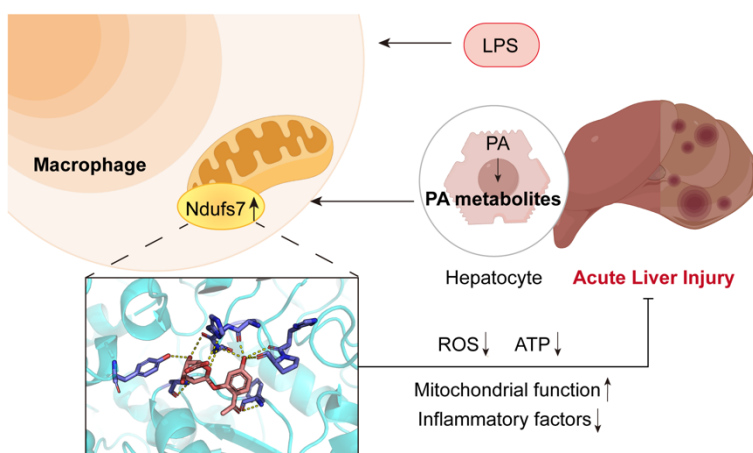 LPS
Macrophage
PA
PA metabolites
Ndufs7↑
Hepatocyte
Acute Liver Injury
ROS↓ ATP↓
Mitochondrial function↑
Inflammatory factors↓